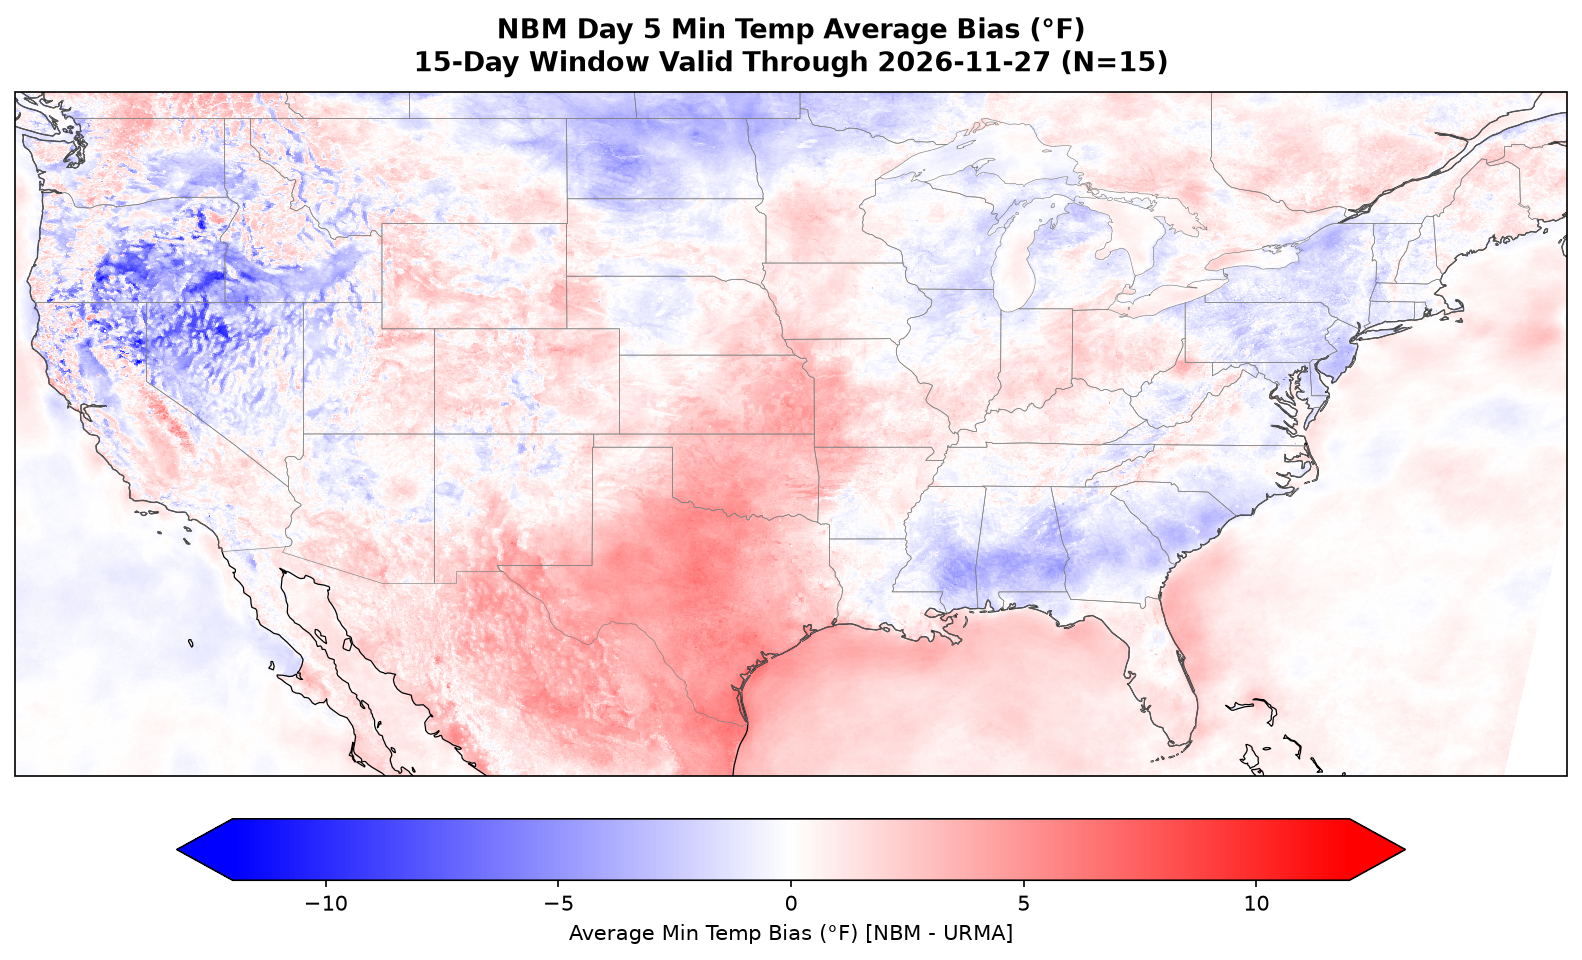 NBM Day 5 Min Temp Average Bias (°F)
15-Day Window Valid Through 2026-11-27 (N=15)
−10 −5 0 5 10
Average Min Temp Bias (°F) [NBM - URMA]